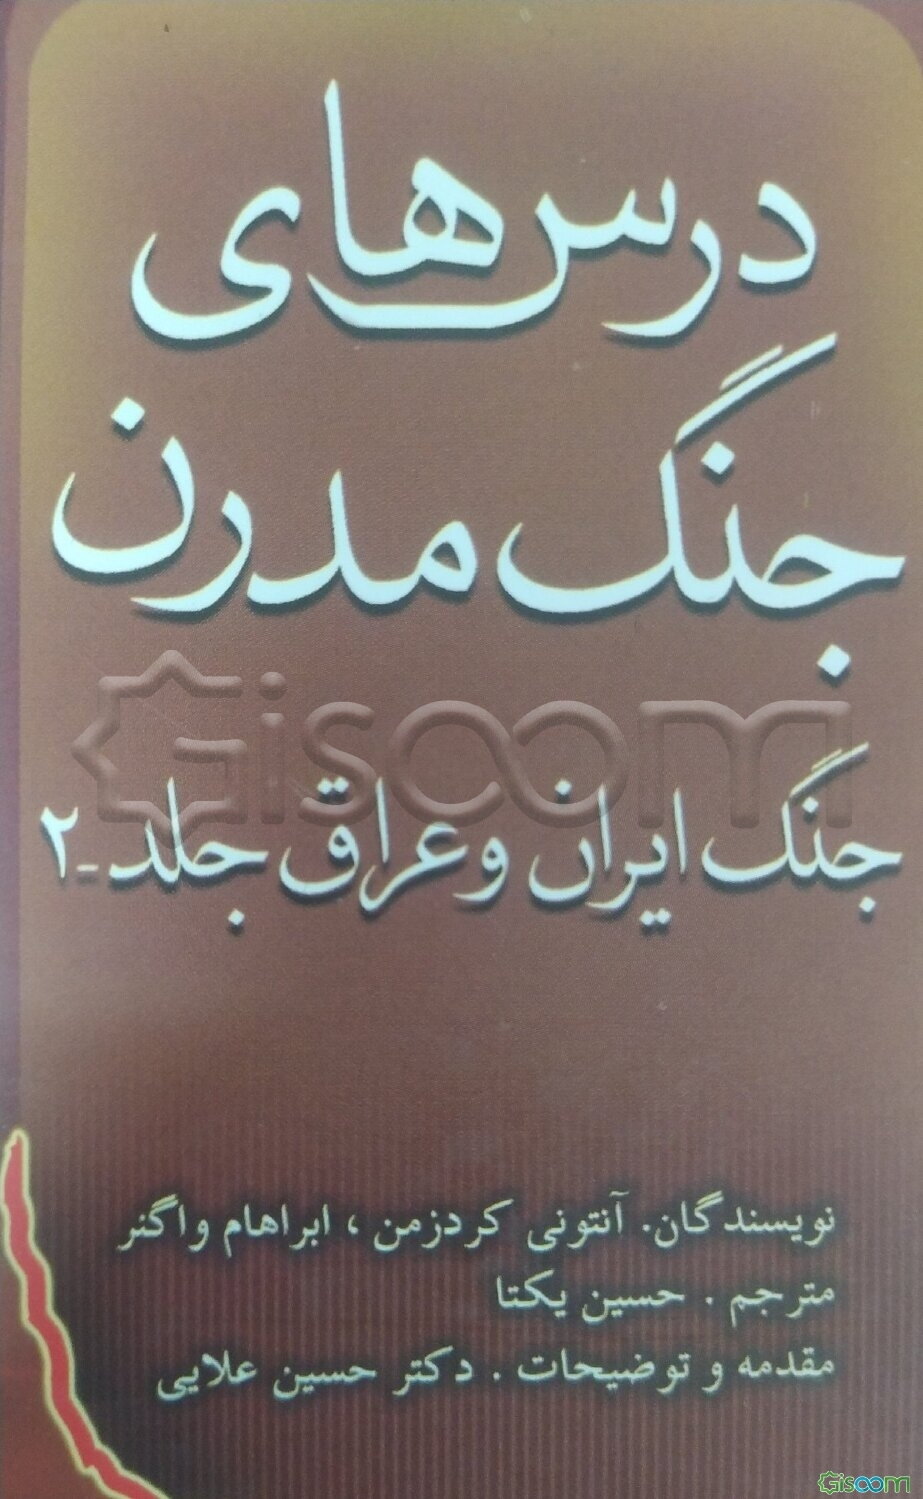 درس‌های
جنگ مدرن
Gisoom
جنگ ایران و عراق جلد ـ ۲
نویسندگان. آنتونی کردزمن ، ابراهام واگنر
مترجم . حسین یکتا
مقدمه و توضیحات . دکتر حسین علایی
Gisoom